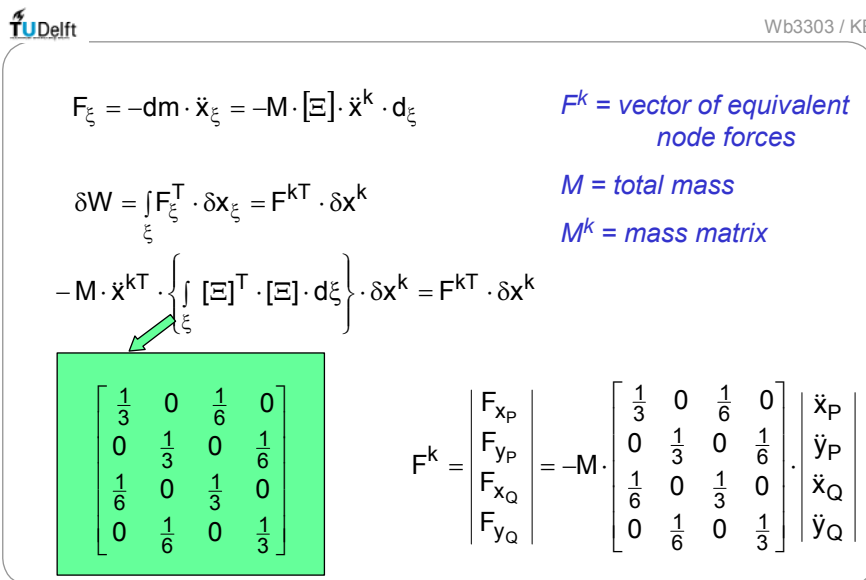 TUDelft
Wb3303 / KE
F_ξ = −dm · ẍ_ξ = −M · [Ξ] · ẍ^k · d_ξ
F^k = vector of equivalent
node forces
M = total mass
δW = ∫_ξ F_ξ^T · δx_ξ = F^kT · δx^k
M^k = mass matrix
− M · ẍ^kT · { ∫_ξ [Ξ]^T · [Ξ] · dξ } · δx^k = F^kT · δx^k
[ 1/3 0 1/6 0 ]
[ 0 1/3 0 1/6 ]
[ 1/6 0 1/3 0 ]
[ 0 1/6 0 1/3 ]
F^k = | F_xP F_yP F_xQ F_yQ | = −M · [ 1/3 0 1/6 0
0 1/3 0 1/6
1/6 0 1/3 0
0 1/6 0 1/3 ] · | ẍ_P ÿ_P ẍ_Q ÿ_Q |